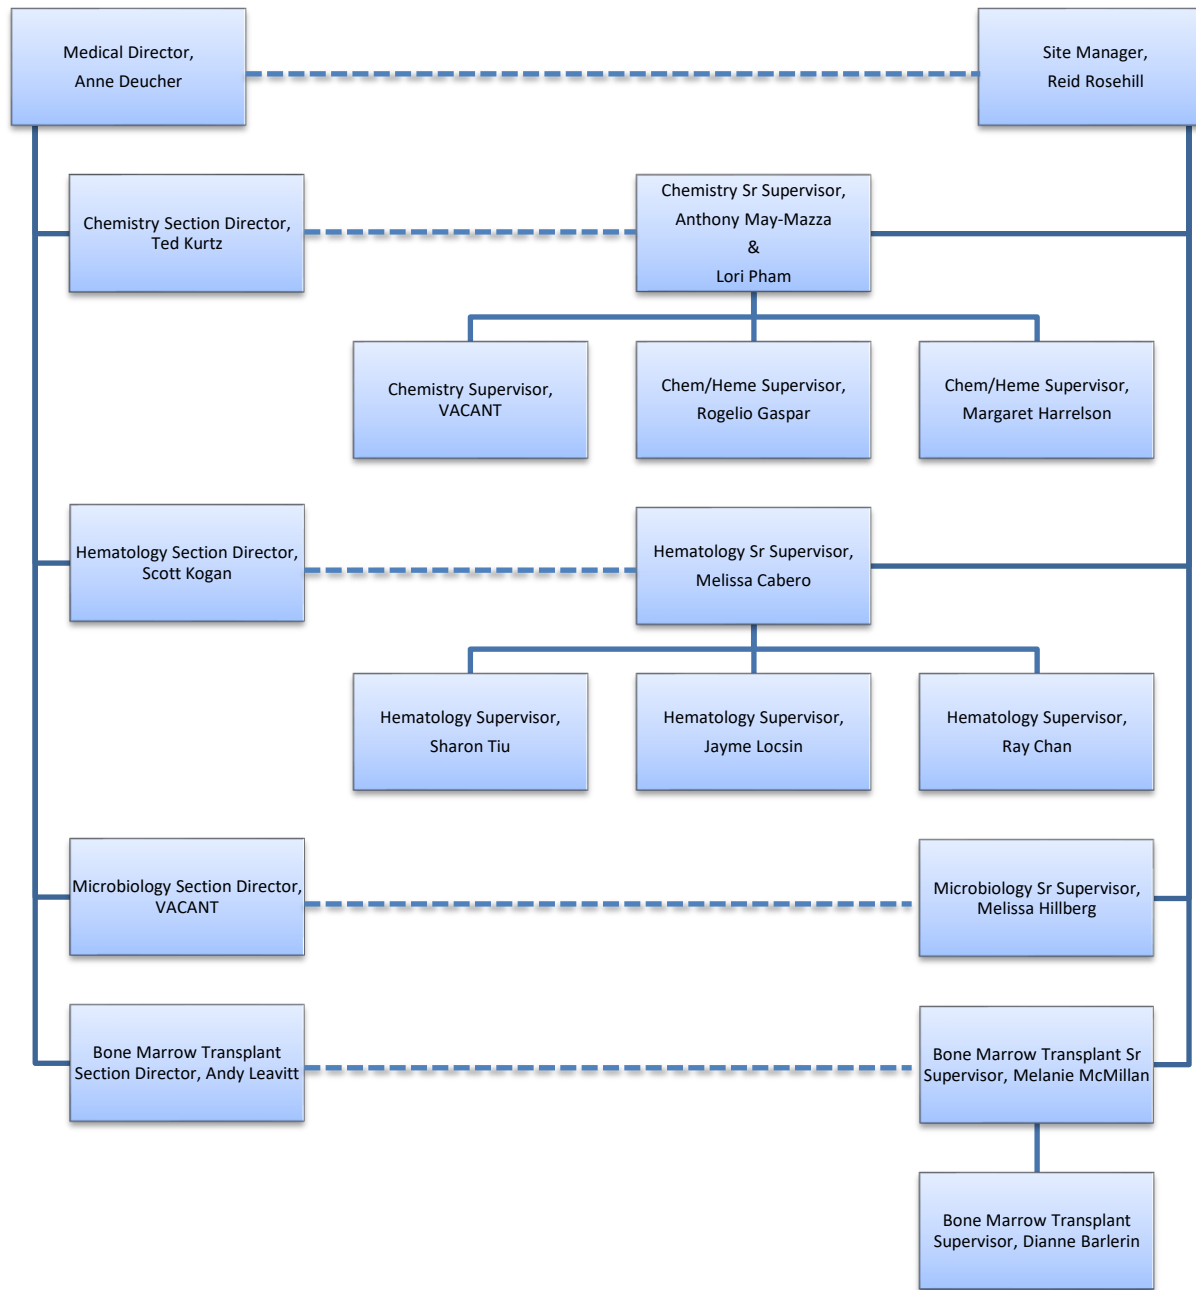 Medical Director,
Anne Deucher
Site Manager,
Reid Rosehill
Chemistry Section Director,
Ted Kurtz
Chemistry Sr Supervisor,
Anthony May-Mazza
&
Lori Pham
Chemistry Supervisor,
VACANT
Chem/Heme Supervisor,
Rogelio Gaspar
Chem/Heme Supervisor,
Margaret Harrelson
Hematology Section Director,
Scott Kogan
Hematology Sr Supervisor,
Melissa Cabero
Hematology Supervisor,
Sharon Tiu
Hematology Supervisor,
Jayme Locsin
Hematology Supervisor,
Ray Chan
Microbiology Section Director,
VACANT
Microbiology Sr Supervisor,
Melissa Hillberg
Bone Marrow Transplant
Section Director, Andy Leavitt
Bone Marrow Transplant Sr
Supervisor, Melanie McMillan
Bone Marrow Transplant
Supervisor, Dianne Barlerin